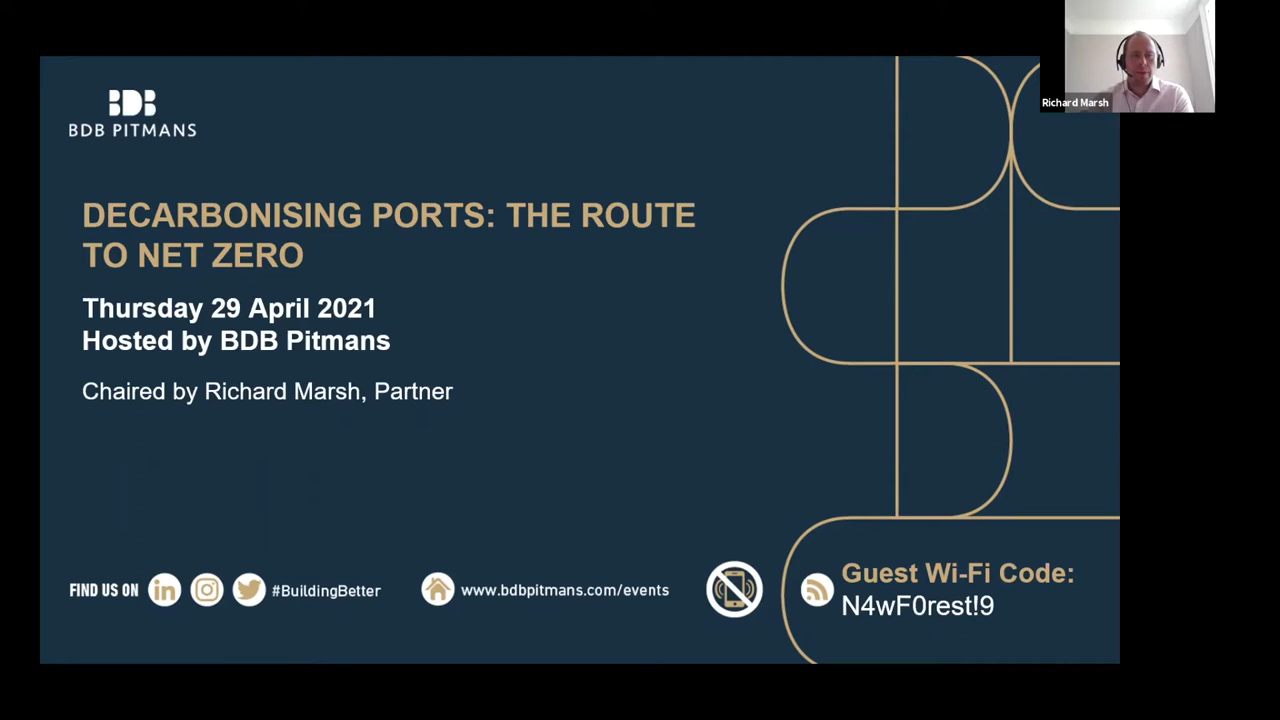 Richard Marsh
BDB
BDB PITMANS
DECARBONISING PORTS: THE ROUTE
TO NET ZERO
Thursday 29 April 2021
Hosted by BDB Pitmans
Chaired by Richard Marsh, Partner
FIND US ON
in
#BuildingBetter
www.bdbpitmans.com/events
Guest Wi-Fi Code:
N4wF0rest!9